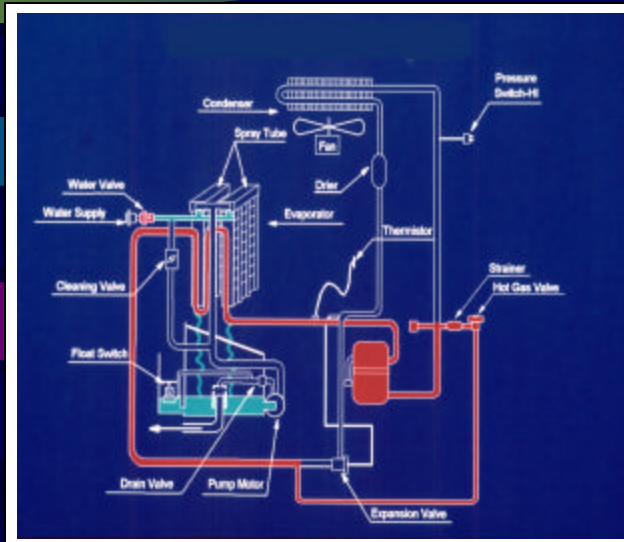 Pressure
Switch-Hi
Condenser
Spray Tube
Fan
Water Valve
Drier
Water Supply
Evaporator
Thermistor
Strainer
Cleaning Valve
Hot Gas Valve
Float Switch
Drain Valve
Pump Motor
Expansion Valve